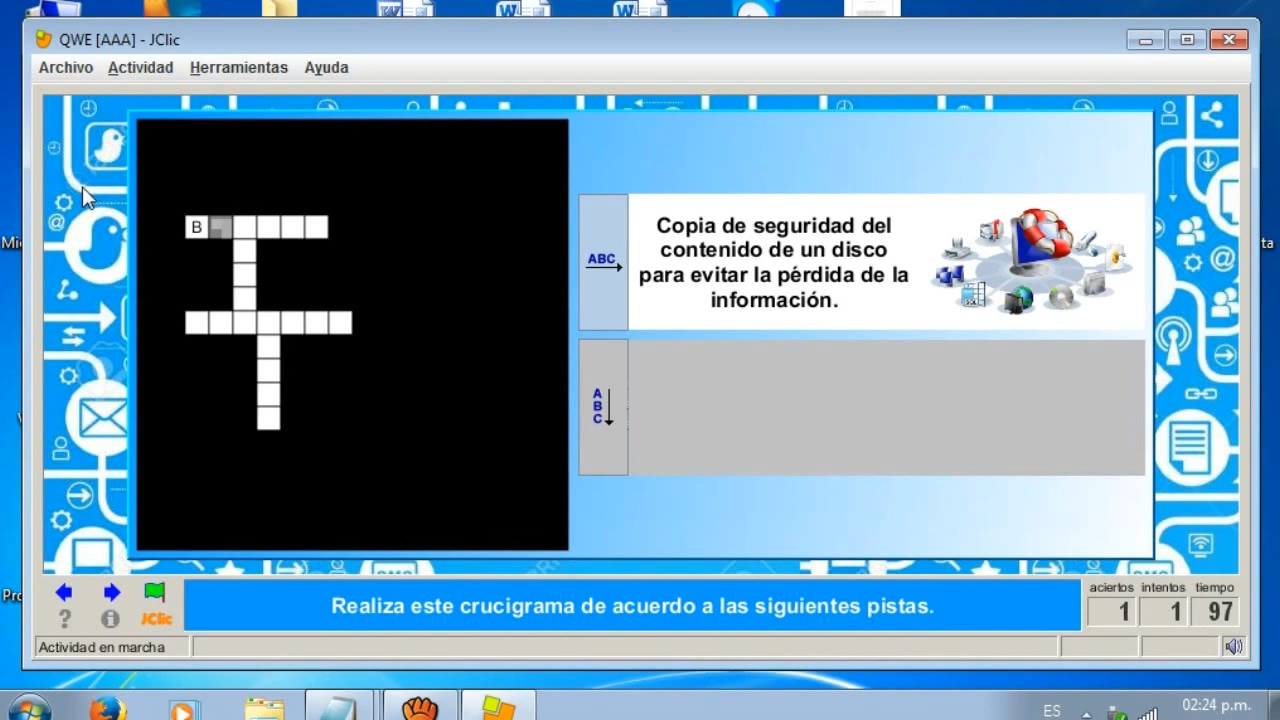 QWE [AAA] - JClic
Archivo Actividad Herramientas Ayuda
B
ABC
Copia de seguridad del
contenido de un disco
para evitar la pérdida de la
información.
A
B
C
Realiza este crucigrama de acuerdo a las siguientes pistas.
aciertos intentos tiempo
1 1 97
JClic
Actividad en marcha
ES
02:24 p.m.